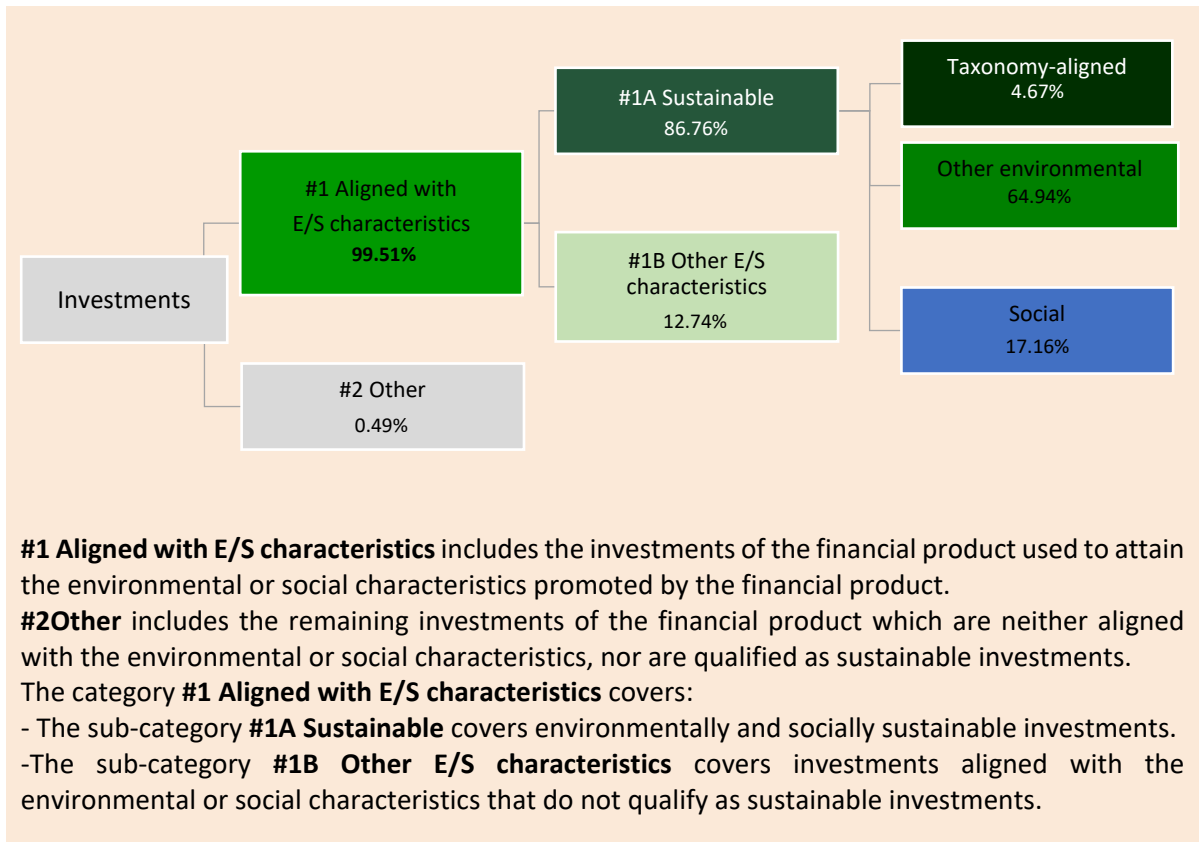 Taxonomy-aligned
4.67%
#1A Sustainable
86.76%
Other environmental
64.94%
#1 Aligned with
E/S characteristics
99.51%
#1B Other E/S
characteristics
12.74%
Investments
Social
17.16%
#2 Other
0.49%
#1 Aligned with E/S characteristics includes the investments of the financial product used to attain
the environmental or social characteristics promoted by the financial product.
#2Other includes the remaining investments of the financial product which are neither aligned
with the environmental or social characteristics, nor are qualified as sustainable investments.
The category #1 Aligned with E/S characteristics covers:
- The sub-category #1A Sustainable covers environmentally and socially sustainable investments.
-The sub-category #1B Other E/S characteristics covers investments aligned with the
environmental or social characteristics that do not qualify as sustainable investments.